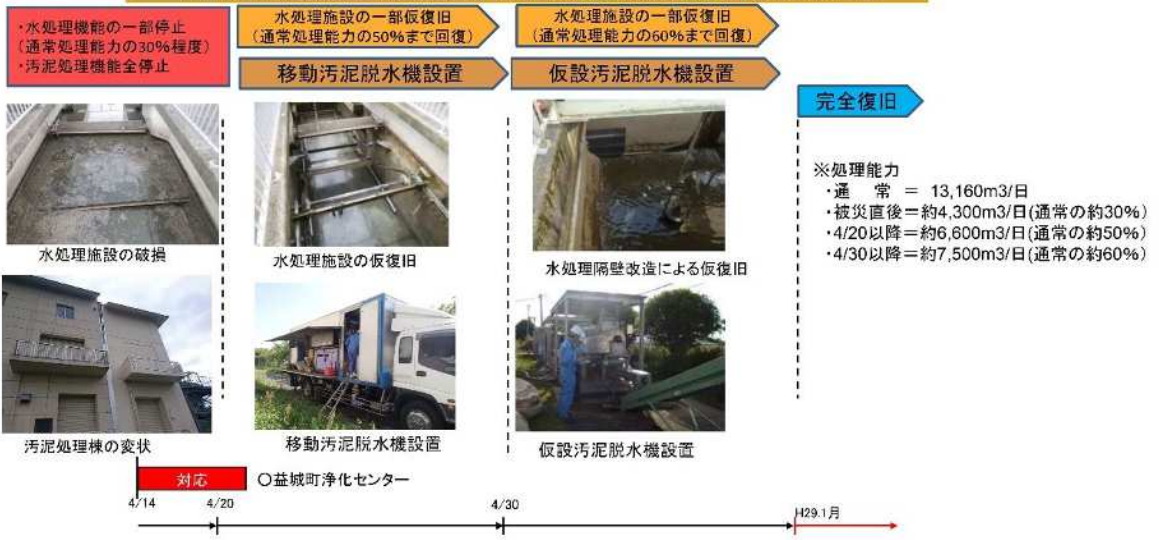 ・水処理機能の一部停止
(通常処理能力の30%程度)
・汚泥処理機能全停止
水処理施設の一部仮復旧
(通常処理能力の50%まで回復)
水処理施設の一部仮復旧
(通常処理能力の60%まで回復)
移動汚泥脱水機設置
仮設汚泥脱水機設置
完全復旧
※処理能力
・通 常 = 13,160m3/日
・被災直後=約4,300m3/日(通常の約30%)
・4/20以降=約6,600m3/日(通常の約50%)
・4/30以降=約7,500m3/日(通常の約60%)
水処理施設の破損
水処理施設の仮復旧
水処理隔壁改造による仮復旧
汚泥処理棟の変状
移動汚泥脱水機設置
仮設汚泥脱水機設置
対応
〇益城町浄化センター
4/14
4/20
4/30
H29.1月